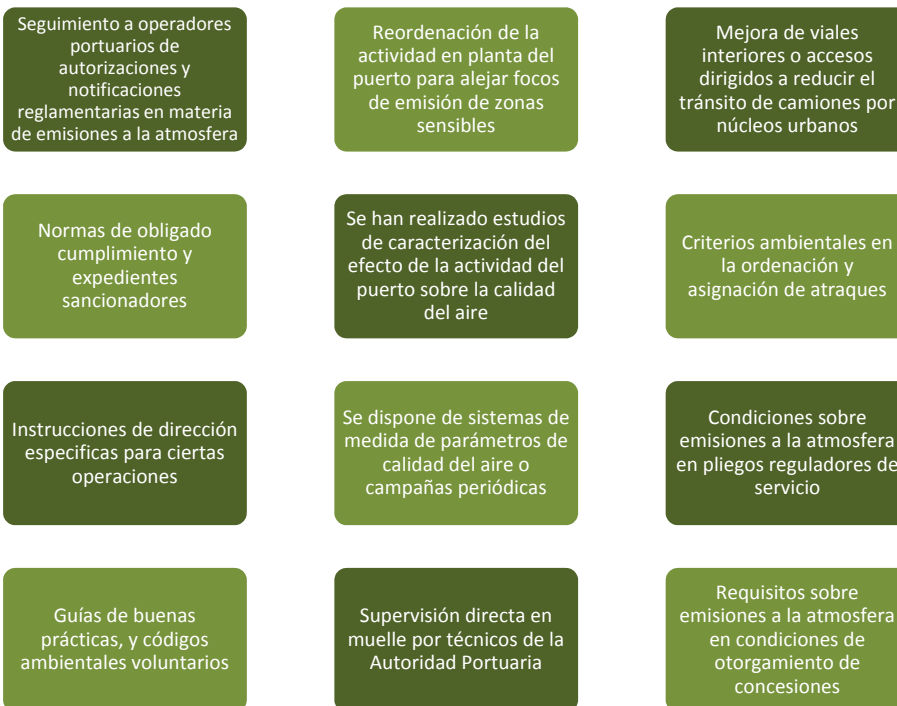 Seguimiento a operadores
portuarios de
autorizaciones y
notificaciones
reglamentarias en materia
de emisiones a la atmosfera
Reordenación de la
actividad en planta del
puerto para alejar focos
de emisión de zonas
sensibles
Mejora de viales
interiores o accesos
dirigidos a reducir el
tránsito de camiones por
núcleos urbanos
Normas de obligado
cumplimiento y
expedientes
sancionadores
Se han realizado estudios
de caracterización del
efecto de la actividad del
puerto sobre la calidad
del aire
Criterios ambientales en
la ordenación y
asignación de atraques
Instrucciones de dirección
especificas para ciertas
operaciones
Se dispone de sistemas de
medida de parámetros de
calidad del aire o
campañas periódicas
Condiciones sobre
emisiones a la atmosfera
en pliegos reguladores de
servicio
Guías de buenas
prácticas, y códigos
ambientales voluntarios
Supervisión directa en
muelle por técnicos de la
Autoridad Portuaria
Requisitos sobre
emisiones a la atmosfera
en condiciones de
otorgamiento de
concesiones